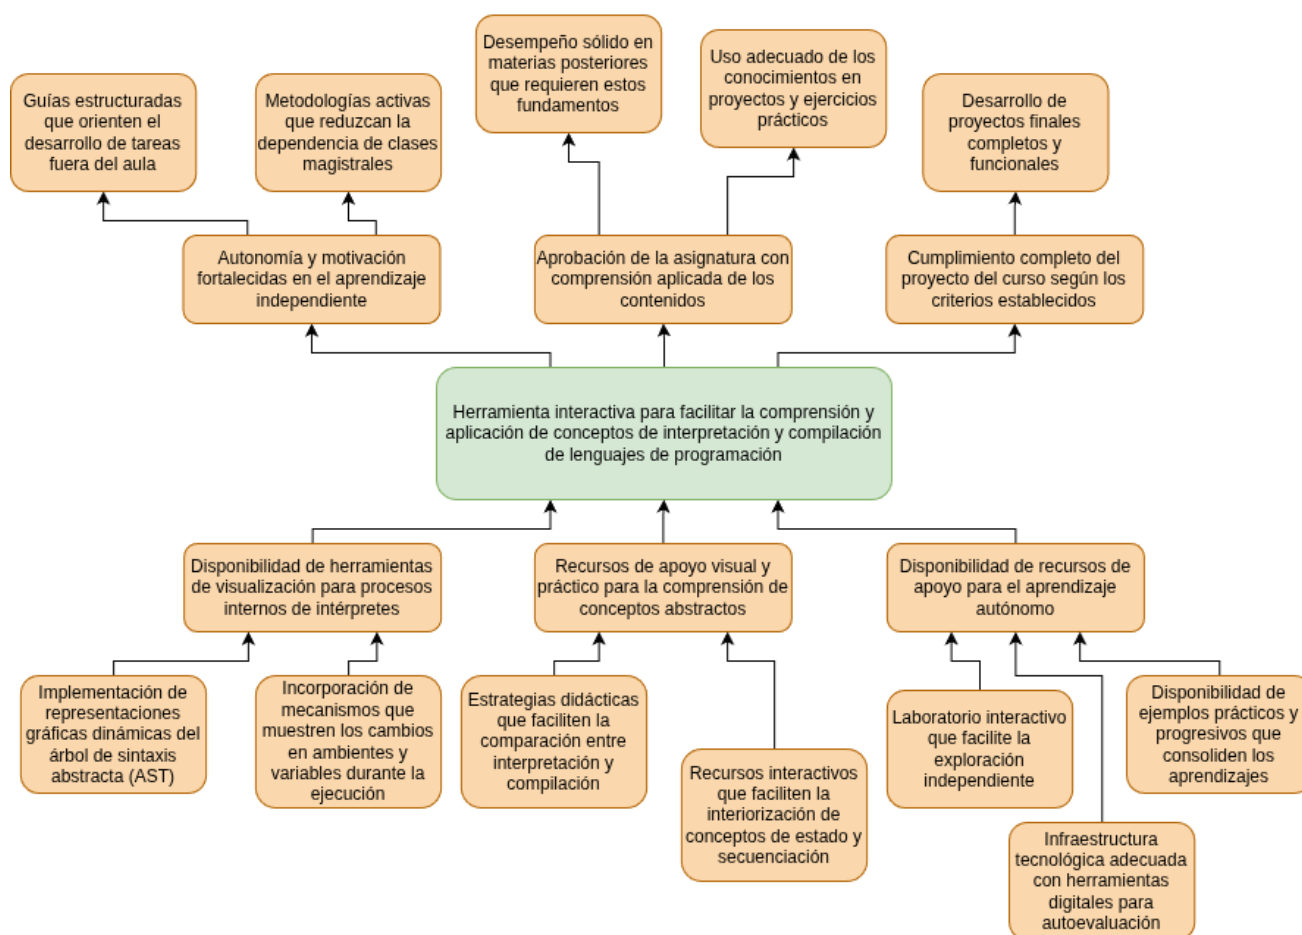 Desempeño sólido en
materias posteriores
que requieren estos
fundamentos
Uso adecuado de los
conocimientos en
proyectos y ejercicios
prácticos
Guías estructuradas
que orienten el
desarrollo de tareas
fuera del aula
Metodologías activas
que reduzcan la
dependencia de clases
magistrales
Desarrollo de
proyectos finales
completos y
funcionales
Autonomía y motivación
fortalecidas en el aprendizaje
independiente
Aprobación de la asignatura con
comprensión aplicada de los
contenidos
Cumplimiento completo del
proyecto del curso según los
criterios establecidos
Herramienta interactiva para facilitar la comprensión y
aplicación de conceptos de interpretación y compilación
de lenguajes de programación
Disponibilidad de herramientas
de visualización para procesos
internos de intérpretes
Recursos de apoyo visual y
práctico para la comprensión de
conceptos abstractos
Disponibilidad de recursos de
apoyo para el aprendizaje
autónomo
Implementación de
representaciones
gráficas dinámicas del
árbol de sintaxis
abstracta (AST)
Incorporación de
mecanismos que
muestren los cambios
en ambientes y
variables durante la
ejecución
Estrategias didácticas
que faciliten la
comparación entre
interpretación y
compilación
Recursos interactivos
que faciliten la
interiorización de
conceptos de estado y
secuenciación
Laboratorio interactivo
que facilite la
exploración
independiente
Disponibilidad de
ejemplos prácticos y
progresivos que
consoliden los
aprendizajes
Infraestructura
tecnológica adecuada
con herramientas
digitales para
autoevaluación